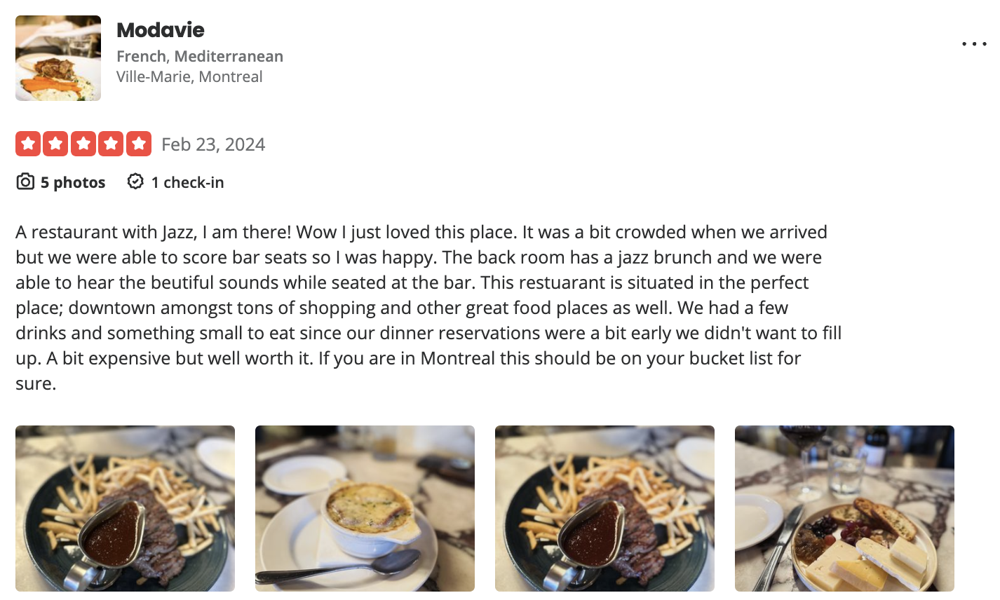 Modavie
French, Mediterranean
Ville-Marie, Montreal
Feb 23, 2024
5 photos 1 check-in
A restaurant with Jazz, I am there! Wow I just loved this place. It was a bit crowded when we arrived
but we were able to score bar seats so I was happy. The back room has a jazz brunch and we were
able to hear the beutiful sounds while seated at the bar. This restuarant is situated in the perfect
place; downtown amongst tons of shopping and other great food places as well. We had a few
drinks and something small to eat since our dinner reservations were a bit early we didn't want to fill
up. A bit expensive but well worth it. If you are in Montreal this should be on your bucket list for
sure.